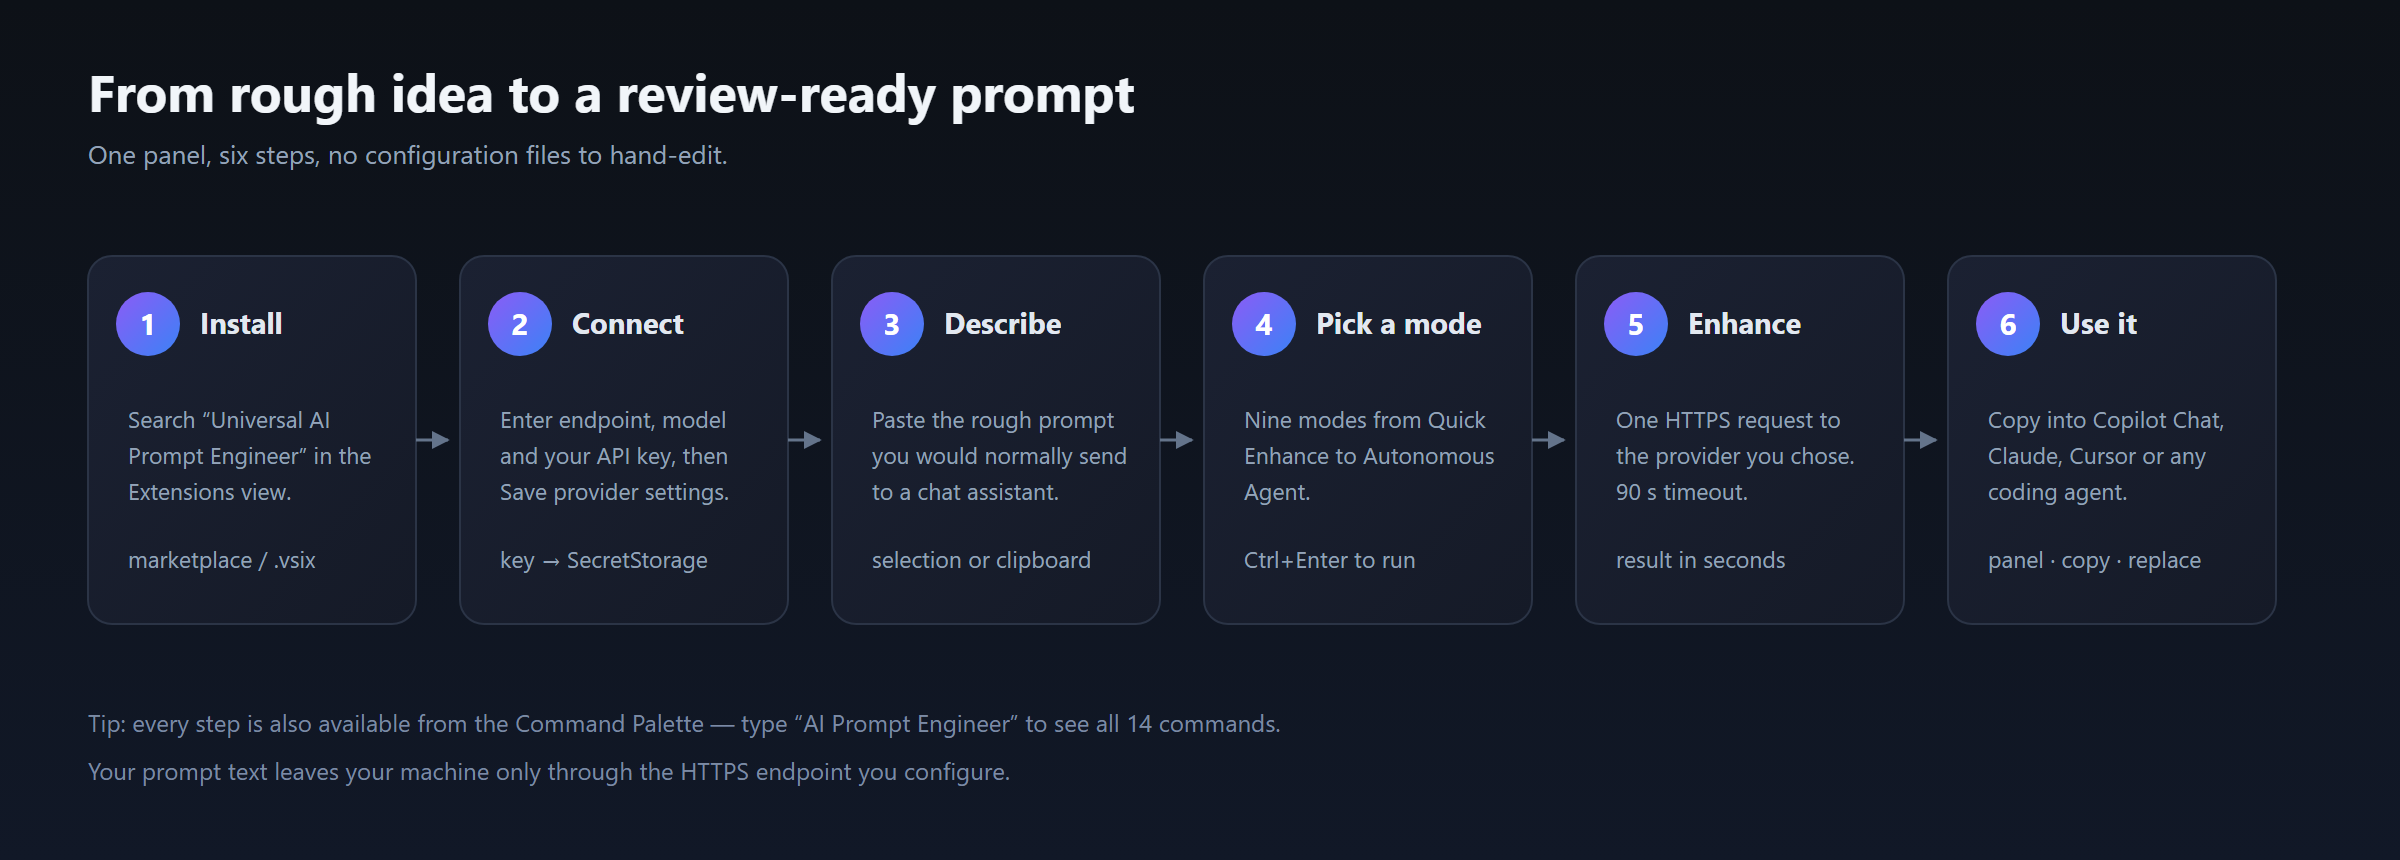 From rough idea to a review-ready prompt
One panel, six steps, no configuration files to hand-edit.
1 Install
Search “Universal AI
Prompt Engineer” in the
Extensions view.
marketplace / .vsix
2 Connect
Enter endpoint, model
and your API key, then
Save provider settings.
key → SecretStorage
3 Describe
Paste the rough prompt
you would normally send
to a chat assistant.
selection or clipboard
4 Pick a mode
Nine modes from Quick
Enhance to Autonomous
Agent.
Ctrl+Enter to run
5 Enhance
One HTTPS request to
the provider you chose.
90 s timeout.
result in seconds
6 Use it
Copy into Copilot Chat,
Claude, Cursor or any
coding agent.
panel · copy · replace
Tip: every step is also available from the Command Palette — type “AI Prompt Engineer” to see all 14 commands.
Your prompt text leaves your machine only through the HTTPS endpoint you configure.